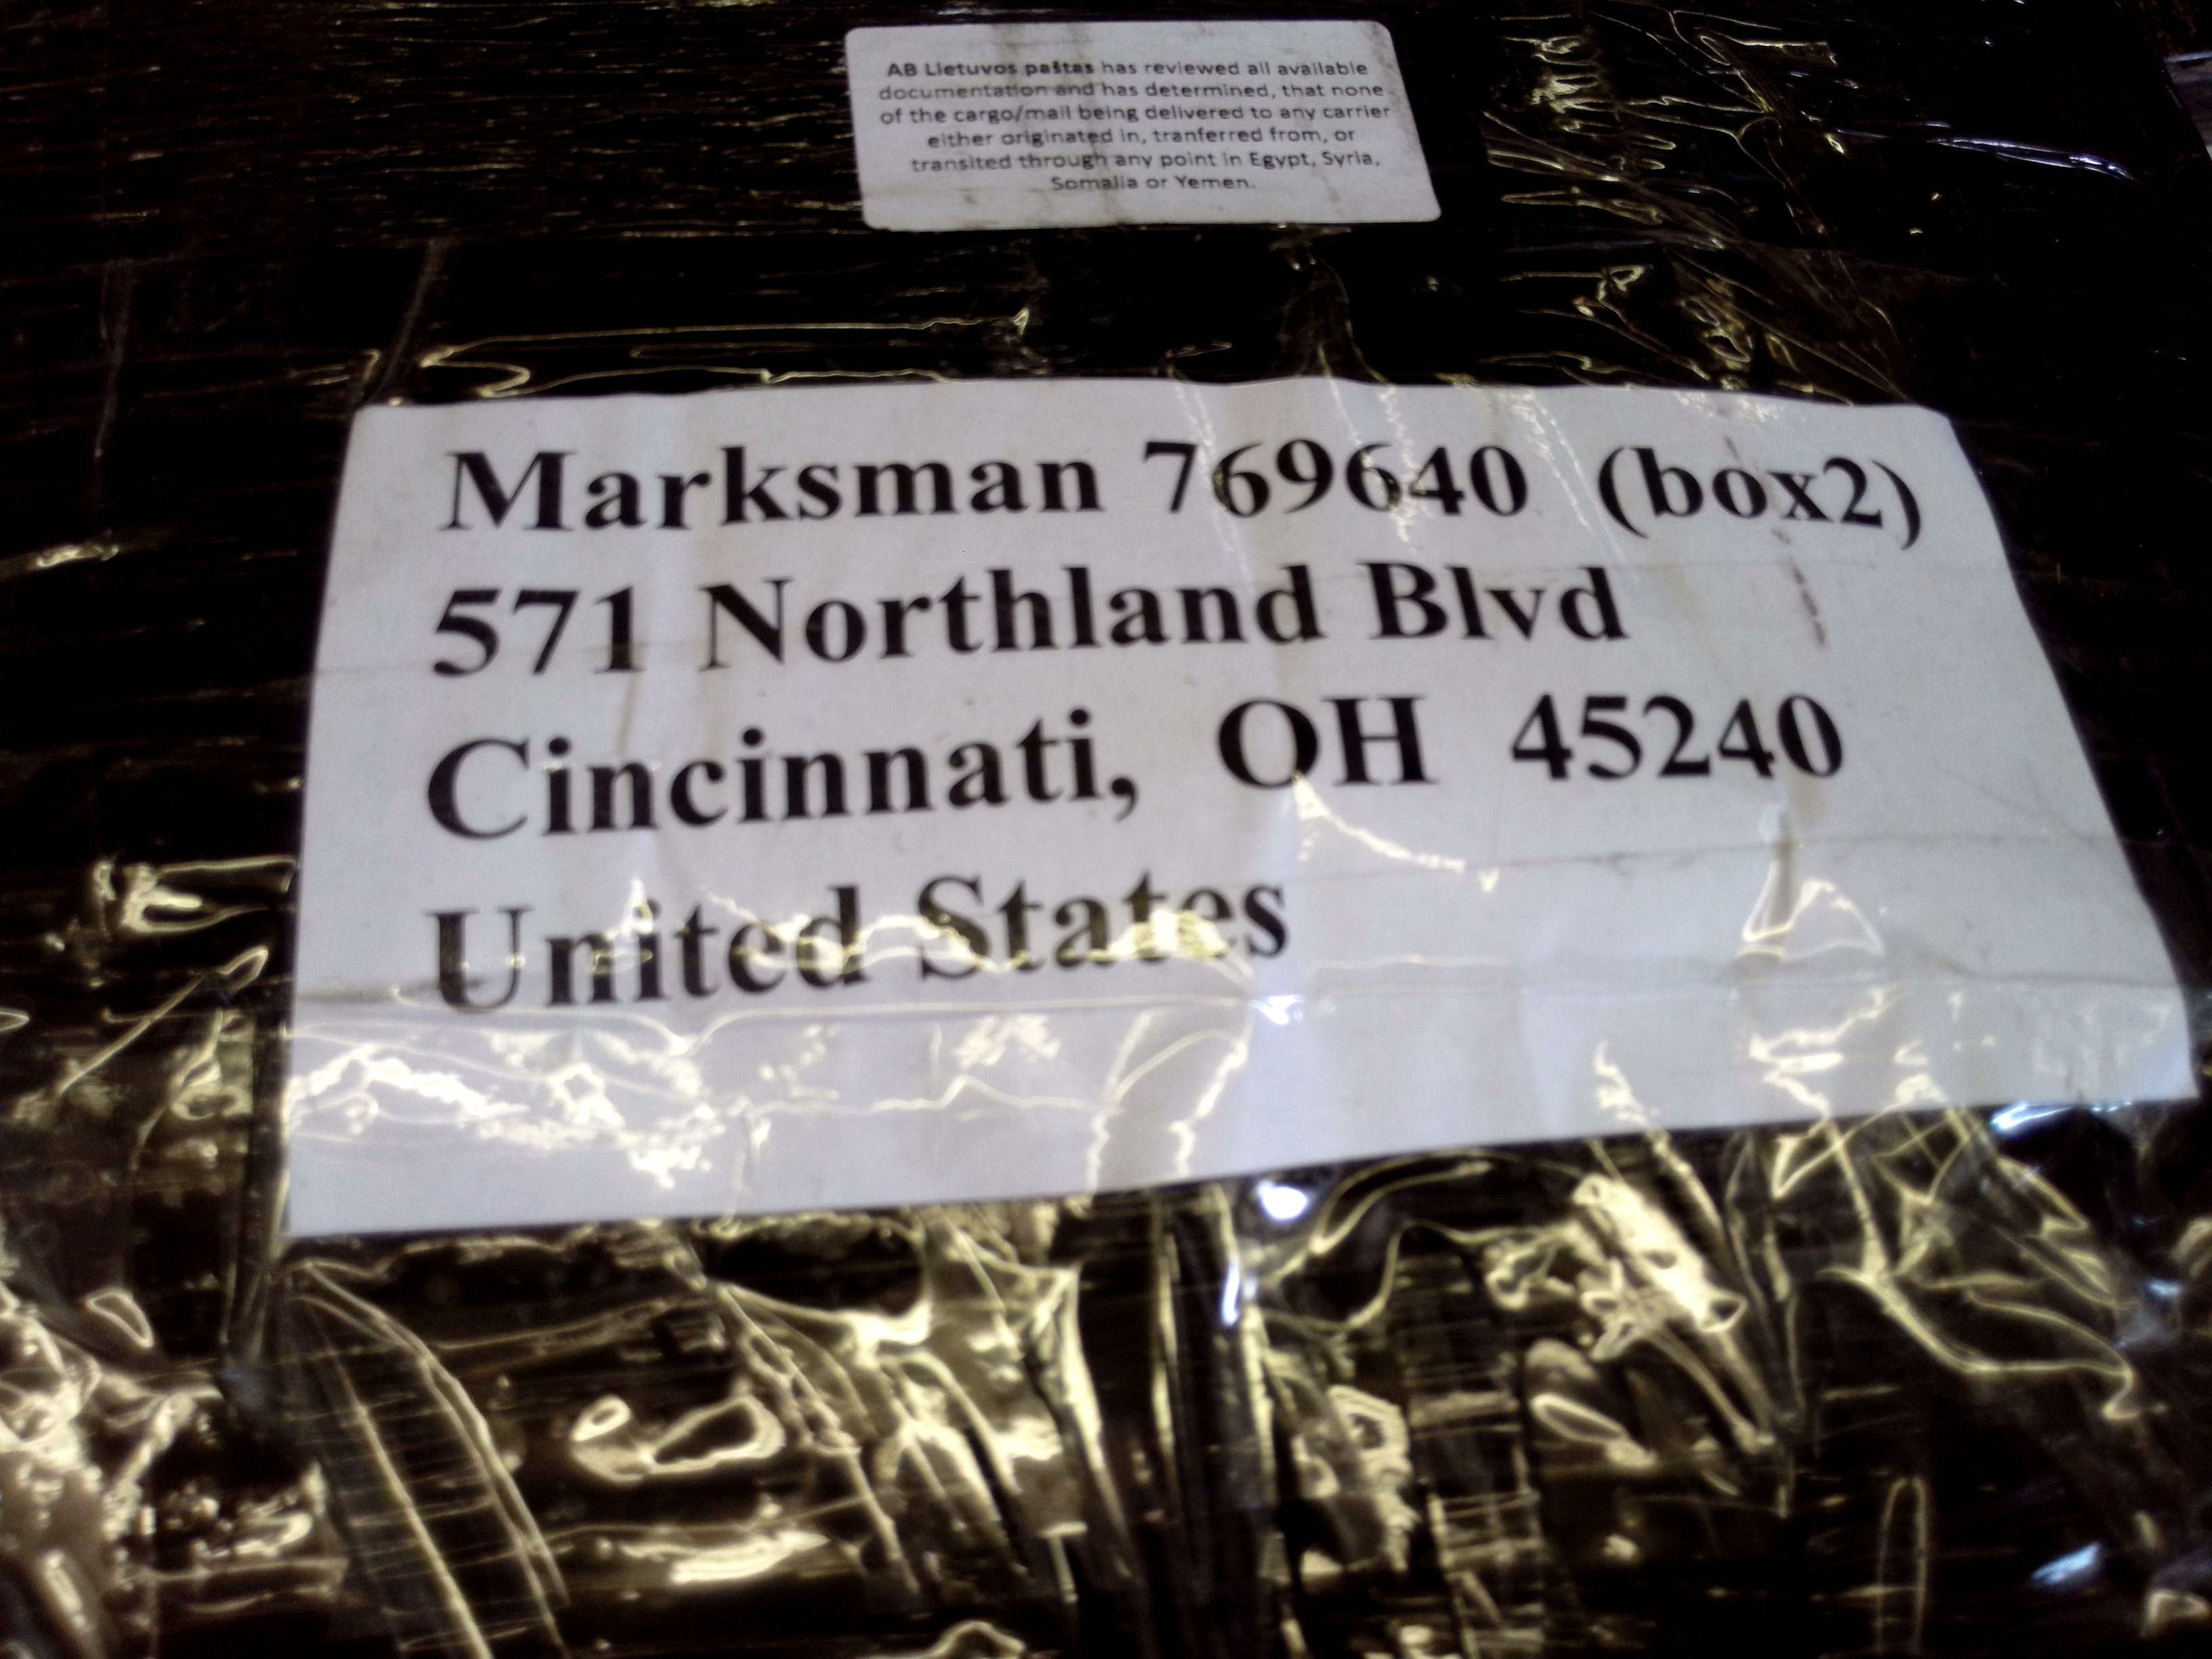 AB Lietuvos paštas has reviewed all available
documentation and has determined, that none
of the cargo/mail being delivered to any carrier
either originated in, tranferred from, or
transited through any point in Egypt, Syria,
Somalia or Yemen.
Marksman 769640 (box2)
571 Northland Blvd
Cincinnati, OH 45240
United States